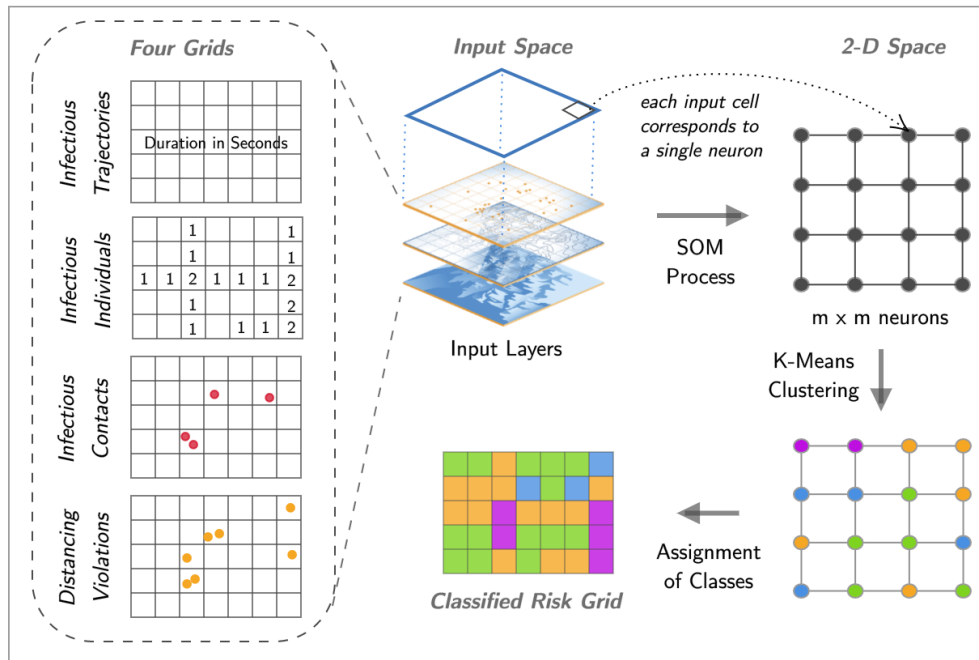 Four Grids
Infectious
Trajectories
Duration in Seconds
Infectious
Individuals
1 1
1 1
1 1 2 1 1 1 2
1 2
1 1 1 2
Infectious
Contacts
Distancing
Violations
Input Space
each input cell
corresponds to
a single neuron
Input Layers
SOM
Process
2-D Space
m x m neurons
K-Means
Clustering
Assignment
of Classes
Classified Risk Grid